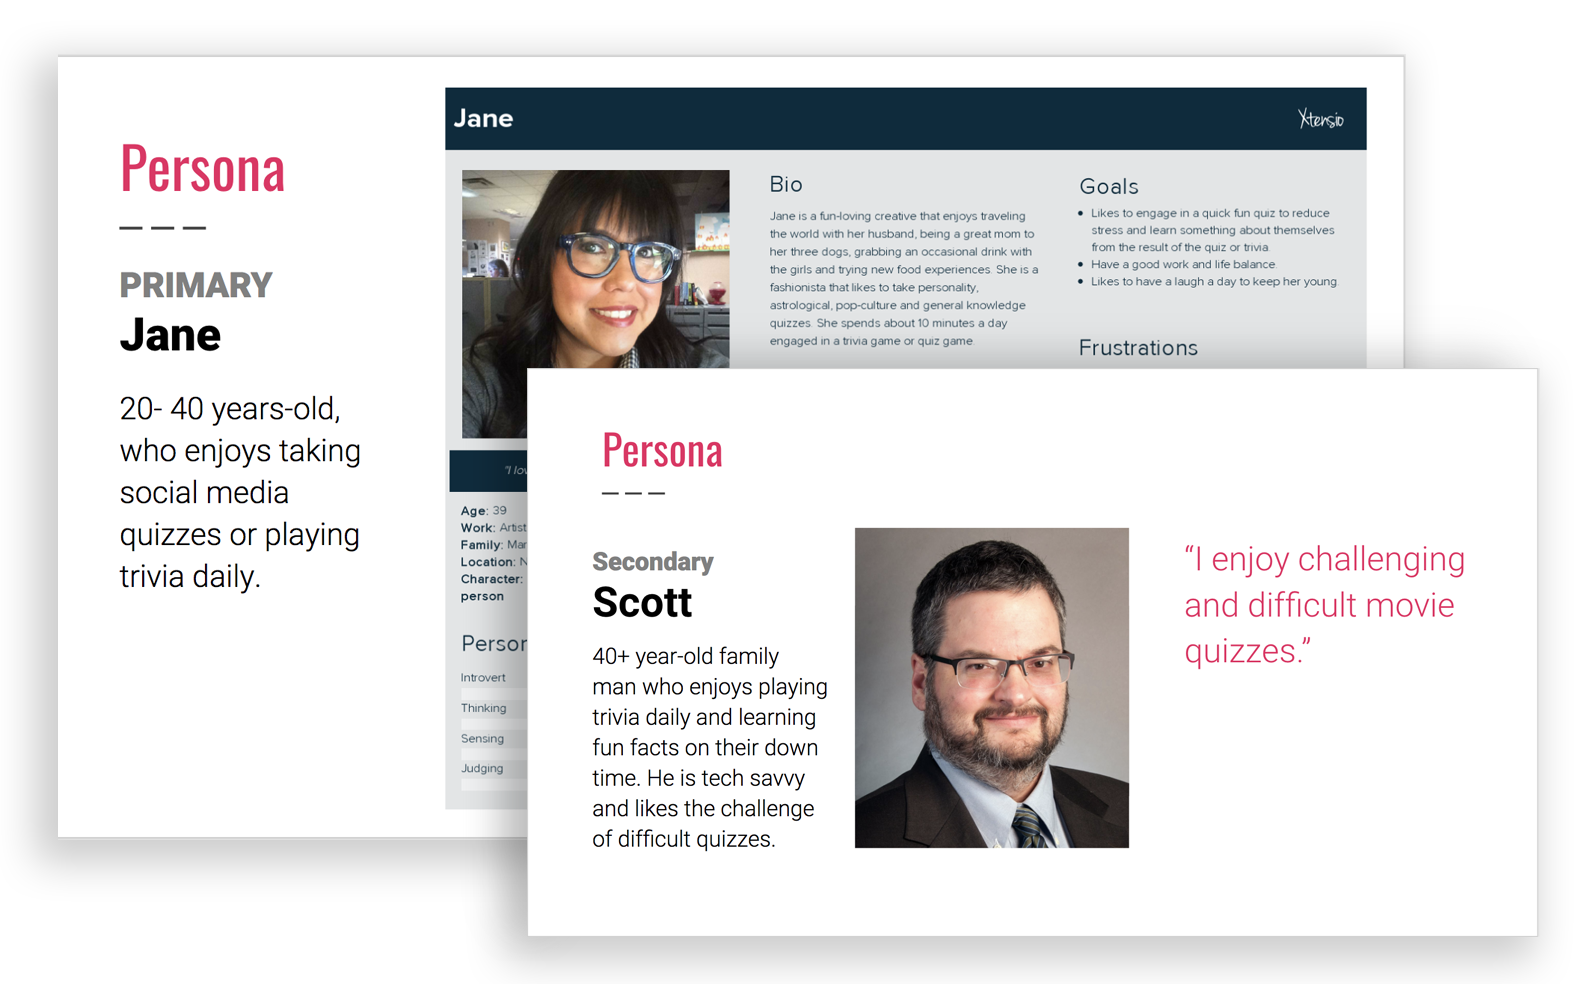 Persona
PRIMARY
Jane
20- 40 years-old,
who enjoys taking
social media
quizzes or playing
trivia daily.
Jane
Xtensio
Bio
Jane is a fun-loving creative that enjoys traveling
the world with her husband, being a great mom to
her three dogs, grabbing an occasional drink with
the girls and trying new food experiences. She is a
fashionista that likes to take personality,
astrological, pop-culture and general knowledge
quizzes. She spends about 10 minutes a day
engaged in a trivia game or quiz game.
Goals
• Likes to engage in a quick fun quiz to reduce
stress and learn something about themselves
from the result of the quiz or trivia.
• Have a good work and life balance.
• Likes to have a laugh a day to keep her young.
Frustrations
"I
Age: 39
Work: Artist
Family:
Location:
Character:
person
Introvert
Thinking
Sensing
Judging
Persona
Secondary
Scott
40+ year-old family
man who enjoys playing
trivia daily and learning
fun facts on their down
time. He is tech savvy
and likes the challenge
of difficult quizzes.
“I enjoy challenging
and difficult movie
quizzes.”